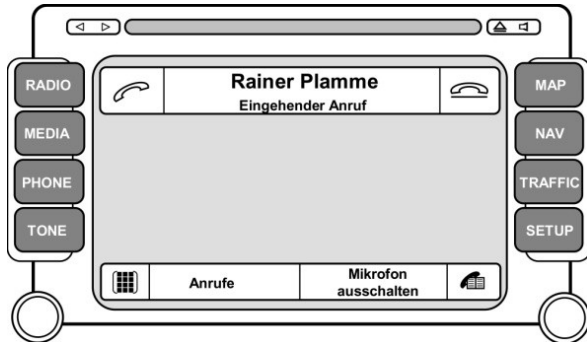 RADIO
MEDIA
PHONE
TONE
Rainer Plamme
Eingehender Anruf
Anrufe
Mikrofon
ausschalten
MAP
NAV
TRAFFIC
SETUP